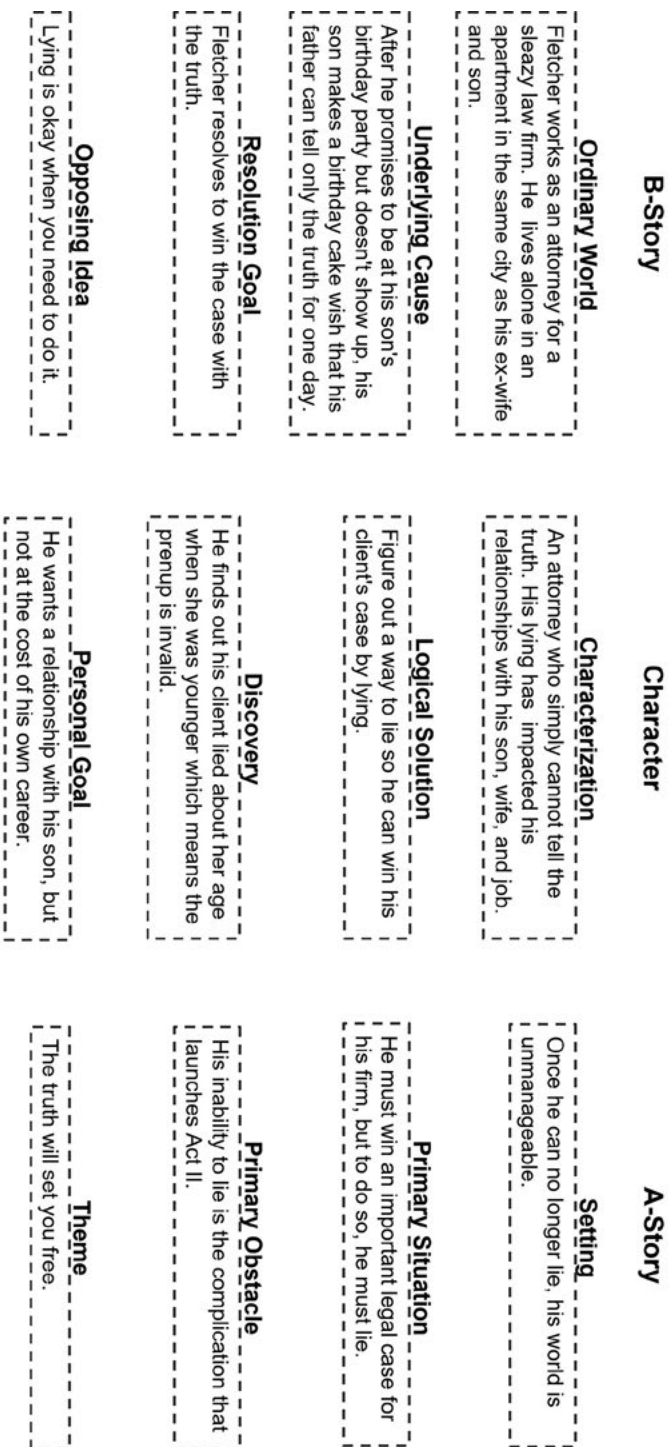 B-Story
Ordinary World
Fletcher works as an attorney for a
sleazy law firm. He lives alone in an
apartment in the same city as his ex-wife
and son.
Underlying Cause
After he promises to be at his son's
birthday party but doesn't show up, his
son makes a birthday cake wish that his
father can tell only the truth for one day.
Resolution Goal
Fletcher resolves to win the case with
the truth.
Opposing Idea
Lying is okay when you need to do it.
Character
Characterization
An attorney who simply cannot tell the
truth. His lying has impacted his
relationships with his son, wife, and job.
Logical Solution
Figure out a way to lie so he can win his
client's case by lying.
Discovery
He finds out his client lied about her age
when she was younger which means the
prenup is invalid.
Personal Goal
He wants a relationship with his son, but
not at the cost of his own career.
A-Story
Setting
Once he can no longer lie, his world is
unmanageable.
Primary Situation
He must win an important legal case for
his firm, but to do so, he must lie.
Primary Obstacle
His inability to lie is the complication that
launches Act II.
Theme
The truth will set you free.